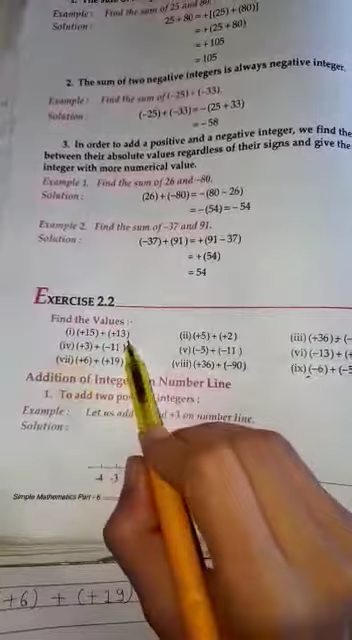 Example : Find the sum of 25 and 80.
Solution : 25 + 80 = +[(25) + (80)]
= +(25 + 80)
= + 105
= 105
2. The sum of two negative integers is always negative integer.
Example : Find the sum of (-25) + (-33).
Solution (-25) + (-33) = -(25 + 33)
= -58
3. In order to add a positive and a negative integer, we find the
between their absolute values regardless of their signs and give the
integer with more numerical value.
Example 1. Find the sum of 26 and -80.
Solution: (26) + (-80) = -(80 - 26)
= -(54) = -54
Example 2. Find the sum of -37 and 91.
Solution : (-37) + (91) = +(91 - 37)
= +(54)
= 54
EXERCISE 2.2
Find the Values :-
(i) (+15) + (+13) (ii) (+5) + (+2) (iii) (+36) + (-
(iv) (+3) + (-11) (v) (-5) + (-11 ) (vi) (-13) + (+
(vii) (+6) + (+19) (viii) (+36) + (-90) (ix) (-6) + (-5
Addition of Integer on Number Line
1. To add two po integers :
Example : Let us add d +3 on number line.
Solution :
-4 -3
Simple Mathematics Part - 6
+6) + (+19)